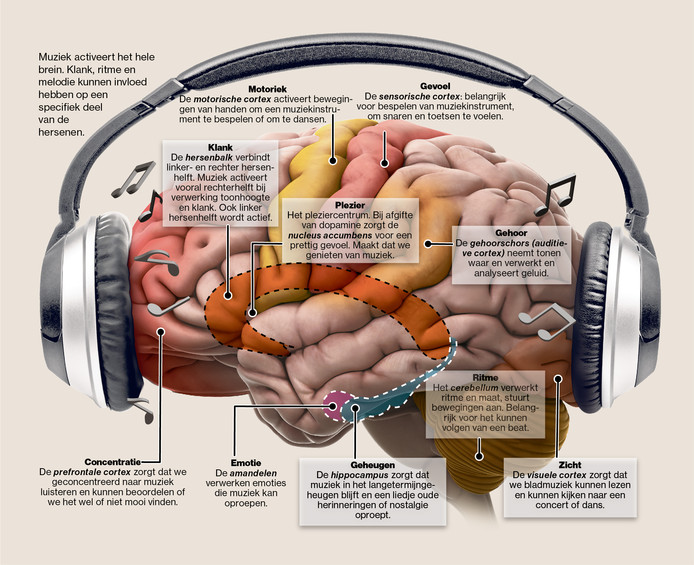 Muziek activeert het hele
brein. Klank, ritme en
melodie kunnen invloed
hebben op een
specifiek deel
van de
hersenen.
Motoriek
De motorische cortex activeert bewegin-
gen van handen om een muziekinstru-
ment te bespelen of om te dansen.
Gevoel
De sensorische cortex: belangrijk
voor bespelen van muziekinstrument,
om snaren en toetsen te voelen.
Klank
De hersenbalk verbindt
linker- en rechter hersen-
helft. Muziek activeert
vooral rechterhelft bij
verwerking toonhoogte
en klank. Ook linker
hersenhelft wordt actief.
Plezier
Het pleziercentrum. Bij afgifte
van dopamine zorgt de
nucleus accumbens voor een
prettig gevoel. Maakt dat we
genieten van muziek.
Gehoor
De gehoorschors (auditie-
ve cortex) neemt tonen
waar en verwerkt en
analyseert geluid.
Ritme
Het cerebellum verwerkt
ritme en maat, stuurt
bewegingen aan. Belang-
rijk voor het kunnen
volgen van een beat.
Concentratie
De prefrontale cortex zorgt dat we
geconcentreerd naar muziek
luisteren en kunnen beoordelen of
we het wel of niet mooi vinden.
Emotie
De amandelen
verwerken emoties
die muziek kan
oproepen.
Geheugen
De hippocampus zorgt dat
muziek in het langetermijnge-
heugen blijft en een liedje oude
herinneringen of nostalgie
oproept.
Zicht
De visuele cortex zorgt dat
we bladmuziek kunnen lezen
en kunnen kijken naar een
concert of dans.